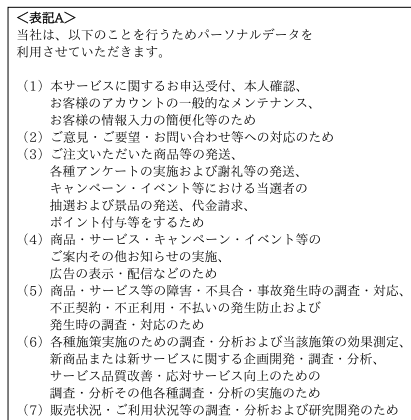 ＜表記A＞
当社は、以下のことを行うためパーソナルデータを
利用させていただきます。
（1）本サービスに関するお申込受付、本人確認、
お客様のアカウントの一般的なメンテナンス、
お客様の情報入力の簡便化等のため
（2）ご意見・ご要望・お問い合わせ等への対応のため
（3）ご注文いただいた商品等の発送、
各種アンケートの実施および謝礼等の発送、
キャンペーン・イベント等における当選者の
抽選および景品の発送、代金請求、
ポイント付与等をするため
（4）商品・サービス・キャンペーン・イベント等の
ご案内その他お知らせの実施、
広告の表示・配信などのため
（5）商品・サービス等の障害・不具合・事故発生時の調査・対応、
不正契約・不正利用・不払いの発生防止および
発生時の調査・対応のため
（6）各種施策実施のための調査・分析および当該施策の効果測定、
新商品または新サービスに関する企画開発・調査・分析、
サービス品質改善・応対サービス向上のための
調査・分析その他各種調査・分析の実施のため
（7）販売状況・ご利用状況等の調査・分析および研究開発のため